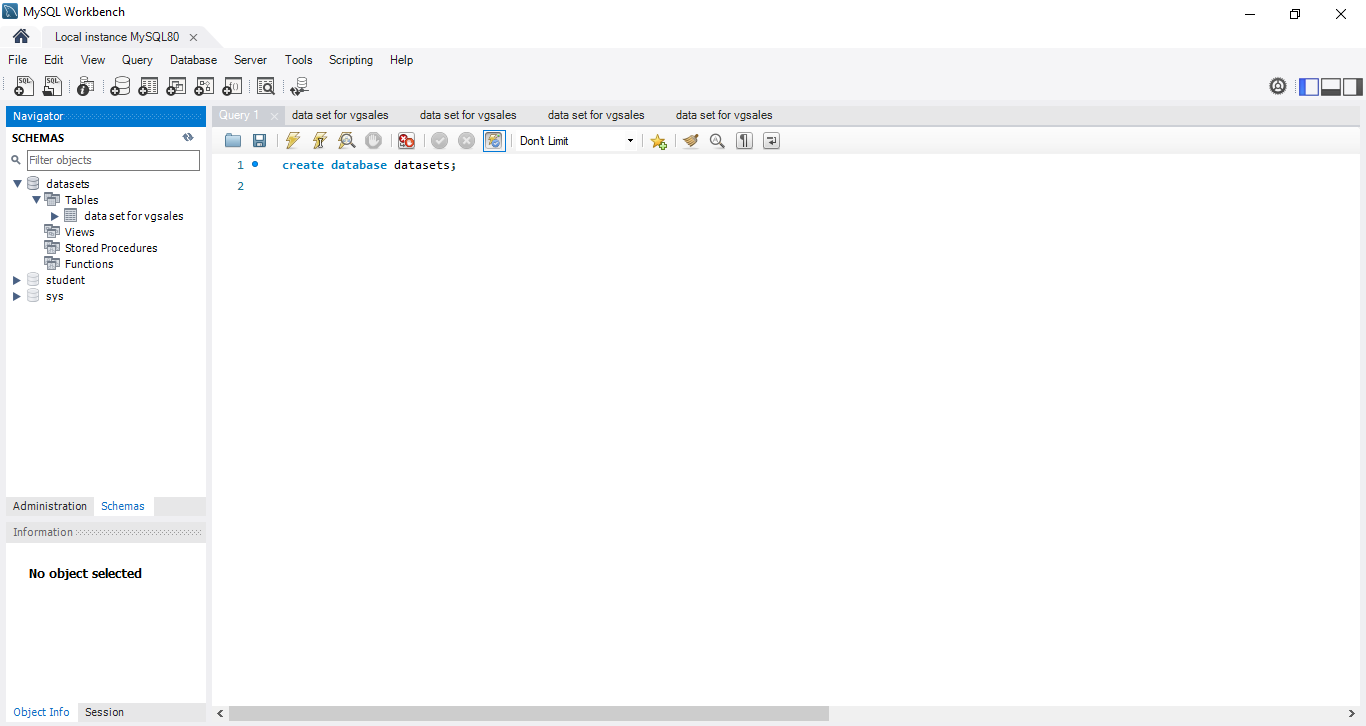 MySQL Workbench
Local instance MySQL80
File Edit View Query Database Server Tools Scripting Help
SQL SQL
Navigator
SCHEMAS
Filter objects
datasets
Tables
data set for vgsales
Views
Stored Procedures
Functions
student
sys
Administration Schemas
Information
No object selected
Object Info Session
Query 1 data set for vgsales data set for vgsales data set for vgsales data set for vgsales
Don't Limit
1 create database datasets;
2